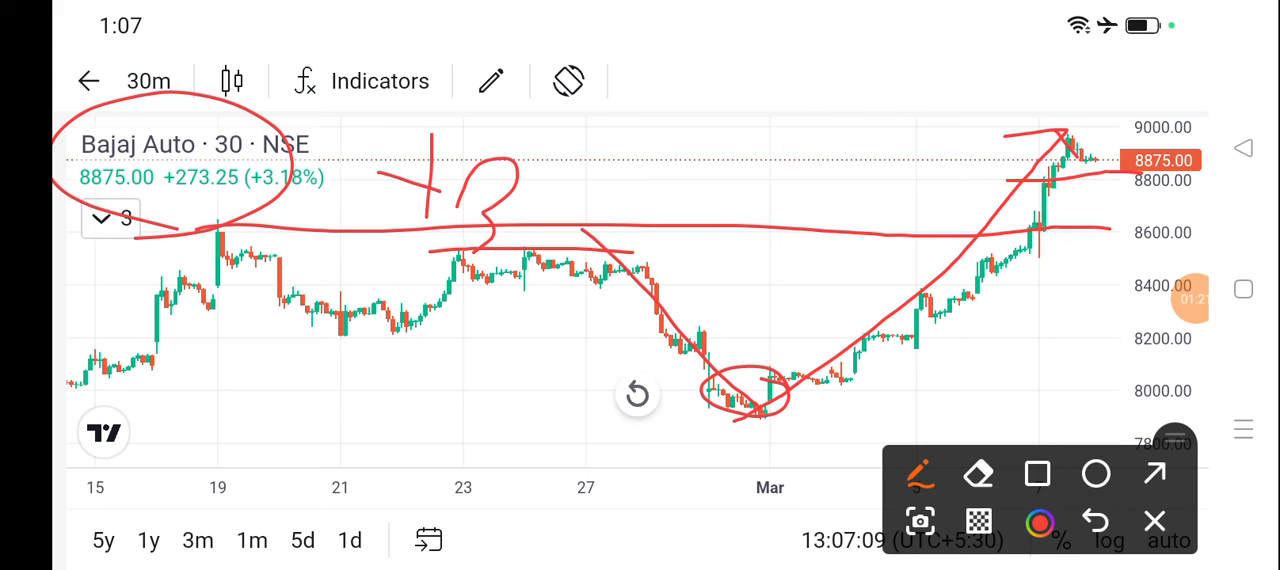 1:07
30m
Indicators
Bajaj Auto · 30 · NSE
8875.00 +273.25 (+3.18%)
3
+3
9000.00
8875.00
8800.00
8600.00
8400.00
8200.00
8000.00
7800.00
15 19 21 23 27 Mar
5y 1y 3m 1m 5d 1d
13:07:09 (UTC+5:30) % log auto